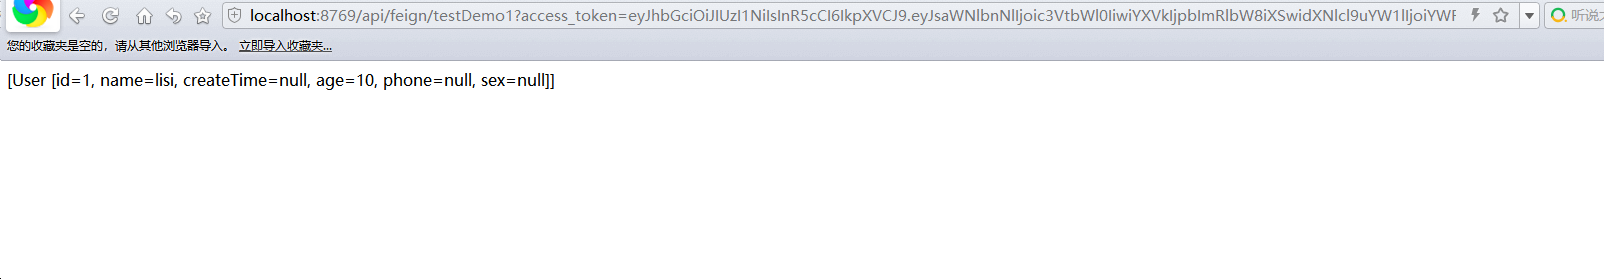 localhost:8769/api/feign/testDemo1?access_token=eyJhbGciOiJIUzI1NiIsInR5cCI6IkpXVCJ9.eyJsaWNlbnNlIjoic3VtbWl0IiwiYXVkIjpbImRlbW8iXSwidXNlcl9uYW1lIjoiYWF
听说
您的收藏夹是空的，请从其他浏览器导入。 立即导入收藏夹...
[User [id=1, name=lisi, createTime=null, age=10, phone=null, sex=null]]